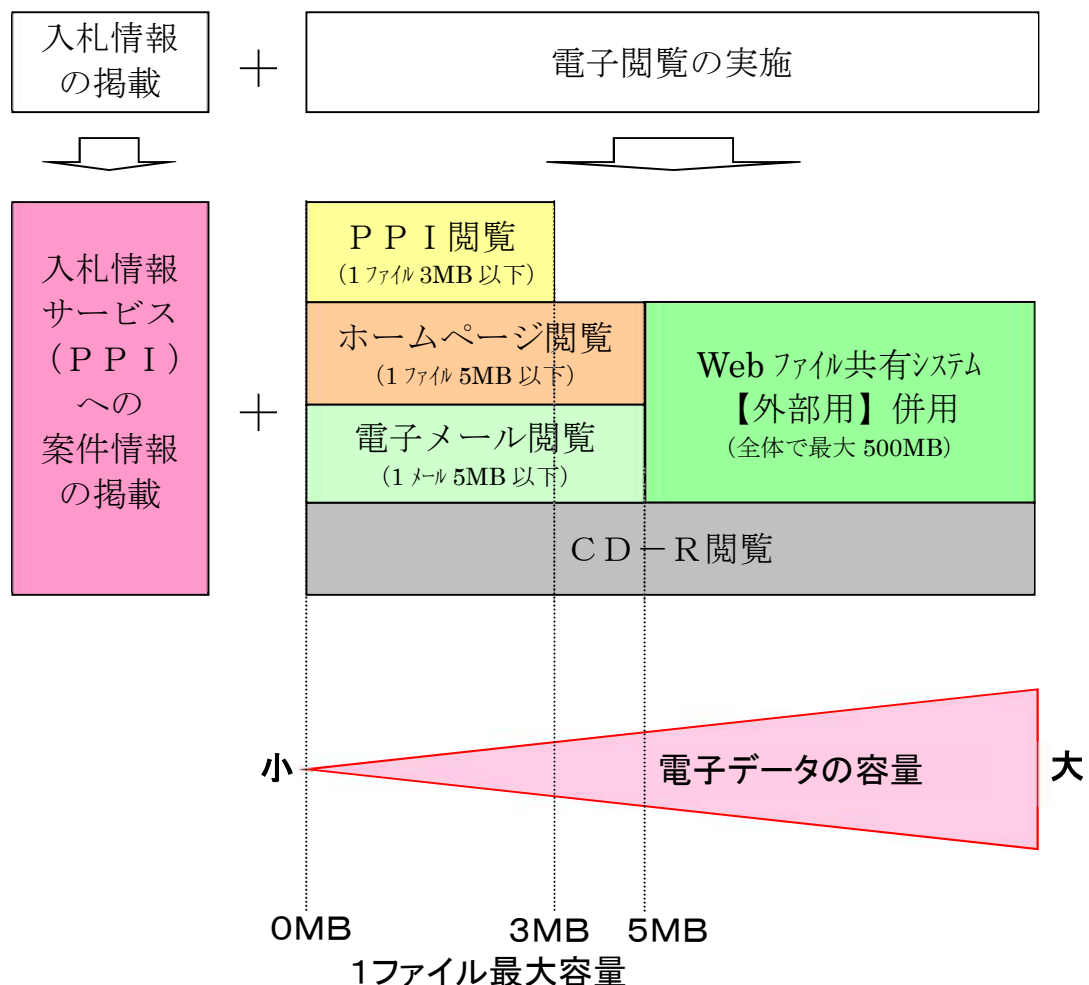 入札情報
の掲載
＋
電子閲覧の実施
入札情報
サービス
（ＰＰＩ）
への
案件情報
の掲載
＋
ＰＰＩ閲覧
（1 ﾌｧｲﾙ 3MB 以下）
ホームページ閲覧
（1 ﾌｧｲﾙ 5MB 以下）
電子メール閲覧
（1 ﾒｰﾙ 5MB 以下）
Web ﾌｧｲﾙ共有ｼｽﾃﾑ
【外部用】併用
（全体で最大 500MB）
ＣＤ－Ｒ閲覧
小
電子データの容量
大
0MB
3MB
5MB
1ファイル最大容量